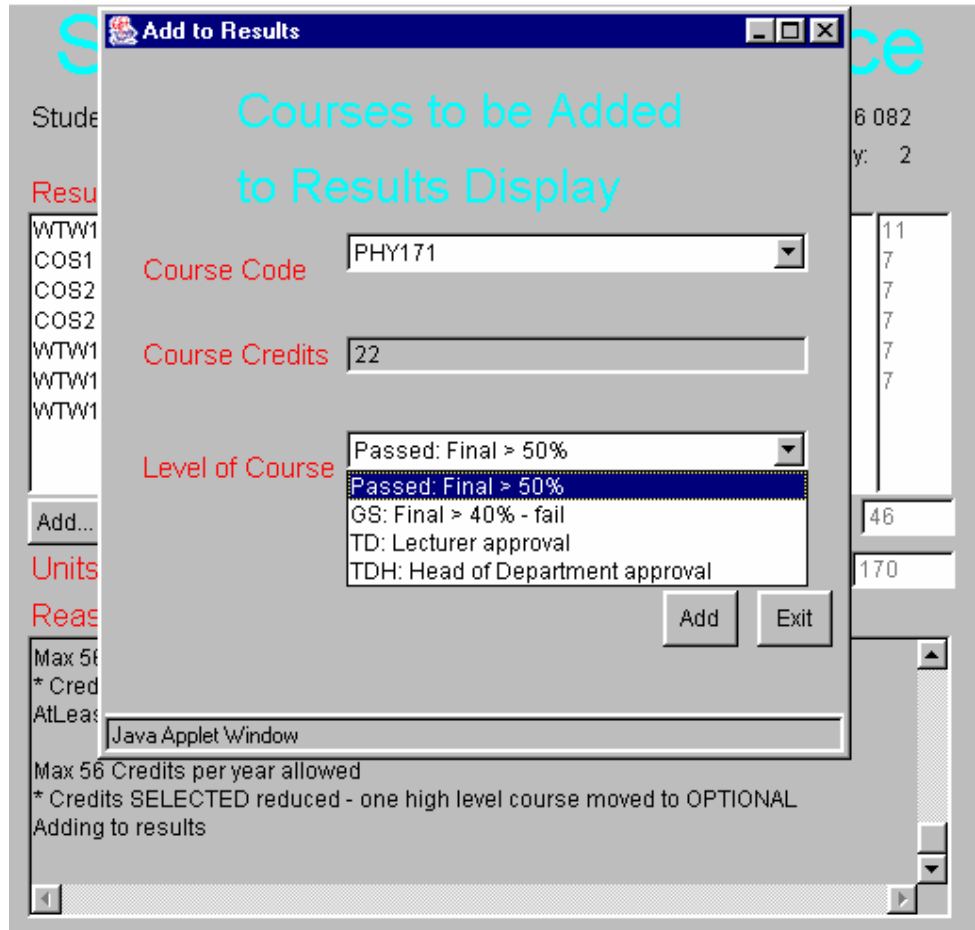 Add to Results
S
ce
Courses to be Added
to Results Display
Stude
6 082
y: 2
Resu
WTW1
COS1
COS2
COS2
WTW1
WTW1
WTW1
11
7
7
7
7
7
Course Code PHY171
Course Credits 22
Level of Course Passed: Final > 50%
Passed: Final > 50%
GS: Final > 40% - fail
TD: Lecturer approval
TDH: Head of Department approval
Add... 46
Units 170
Add Exit
Reas
Max 56
* Cred
AtLeas
Java Applet Window
Max 56 Credits per year allowed
* Credits SELECTED reduced - one high level course moved to OPTIONAL
Adding to results